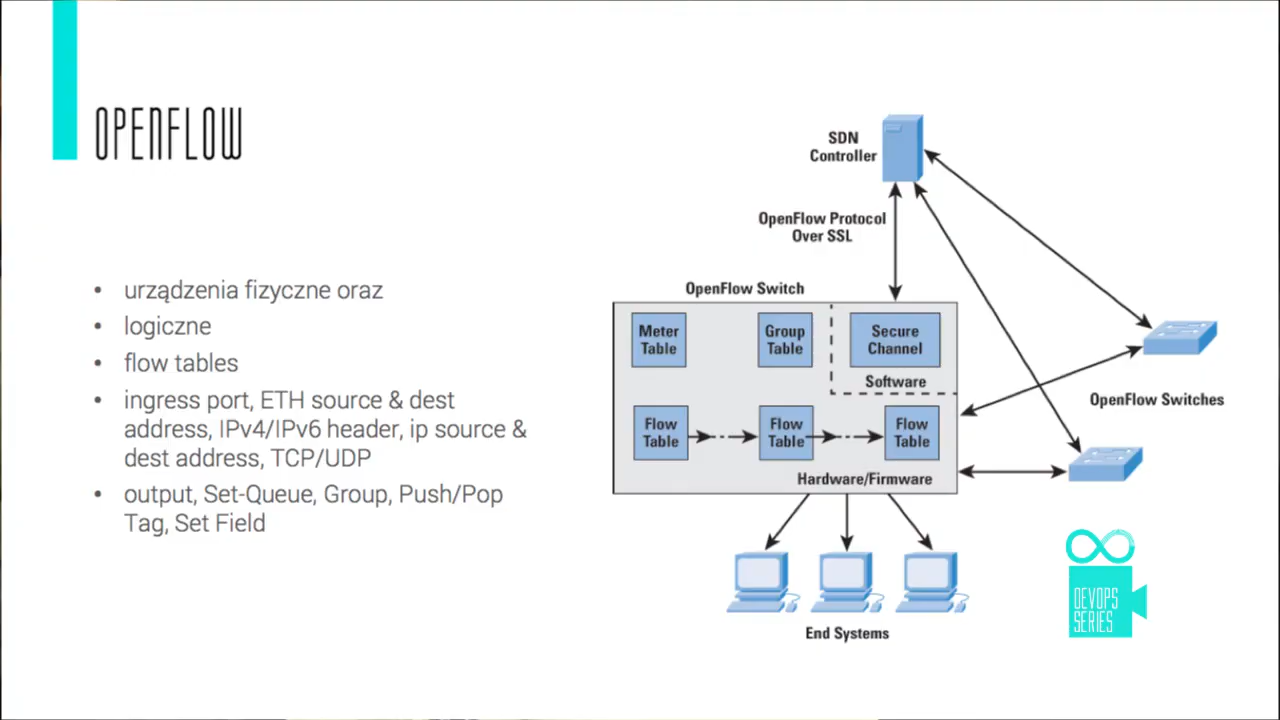 OPENFLOW
• urządzenia fizyczne oraz
• logiczne
• flow tables
• ingress port, ETH source & dest
address, IPv4/IPv6 header, ip source &
dest address, TCP/UDP
• output, Set-Queue, Group, Push/Pop
Tag, Set Field
SDN
Controller
OpenFlow Protocol
Over SSL
OpenFlow Switch
Meter
Table
Group
Table
Secure
Channel
Software
Flow
Table
Flow
Table
Flow
Table
Hardware/Firmware
OpenFlow Switches
End Systems
DEVOPS
SERIES